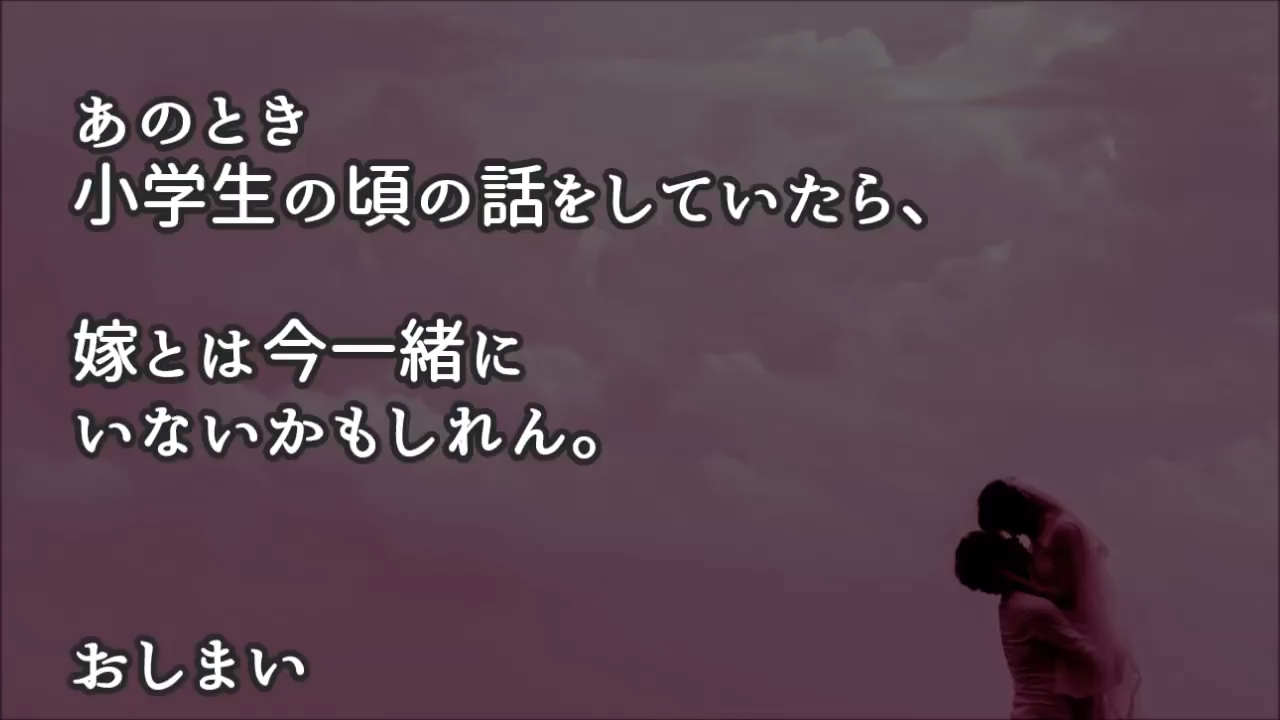 あのとき
小学生の頃の話をしていたら、
嫁とは今一緒に
いないかもしれん。
おしまい